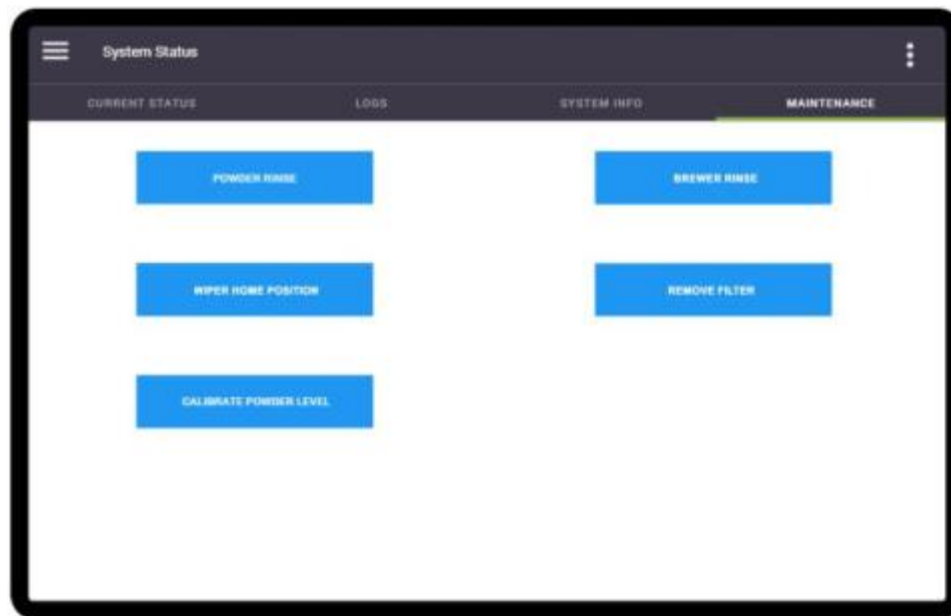 System Status
CURRENT STATUS LOGS SYSTEM INFO MAINTENANCE
POWDER RINSE BREWER RINSE
WIPER HOME POSITION REMOVE FILTER
CALIBRATE POWDER LEVEL